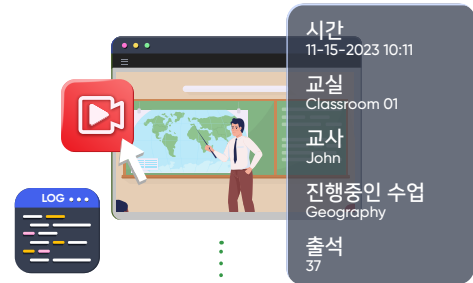 시간
11-15-2023 10:11
교실
Classroom 01
교사
John
진행중인 수업
Geography
출석
37
LOG